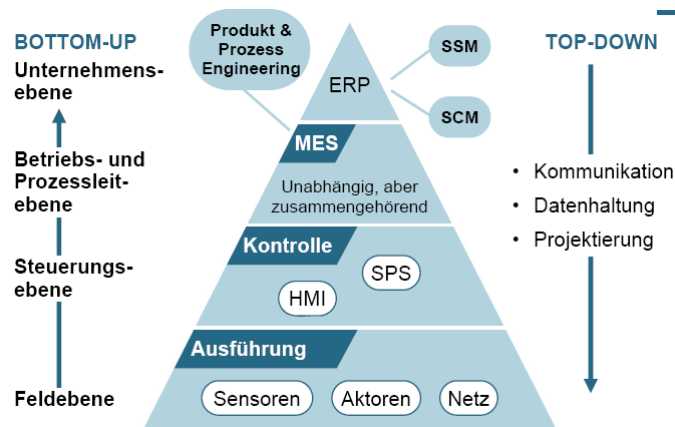 BOTTOM-UP
Unternehmens-
ebene
Betriebs- und
Prozessleit-
ebene
Steuerungs-
ebene
Feldebene
Produkt &
Prozess
Engineering
ERP
SSM
SCM
MES
Unabhängig, aber
zusammengehörend
Kontrolle
SPS
HMI
Ausführung
Sensoren
Aktoren
Netz
TOP-DOWN
• Kommunikation
• Datenhaltung
• Projektierung